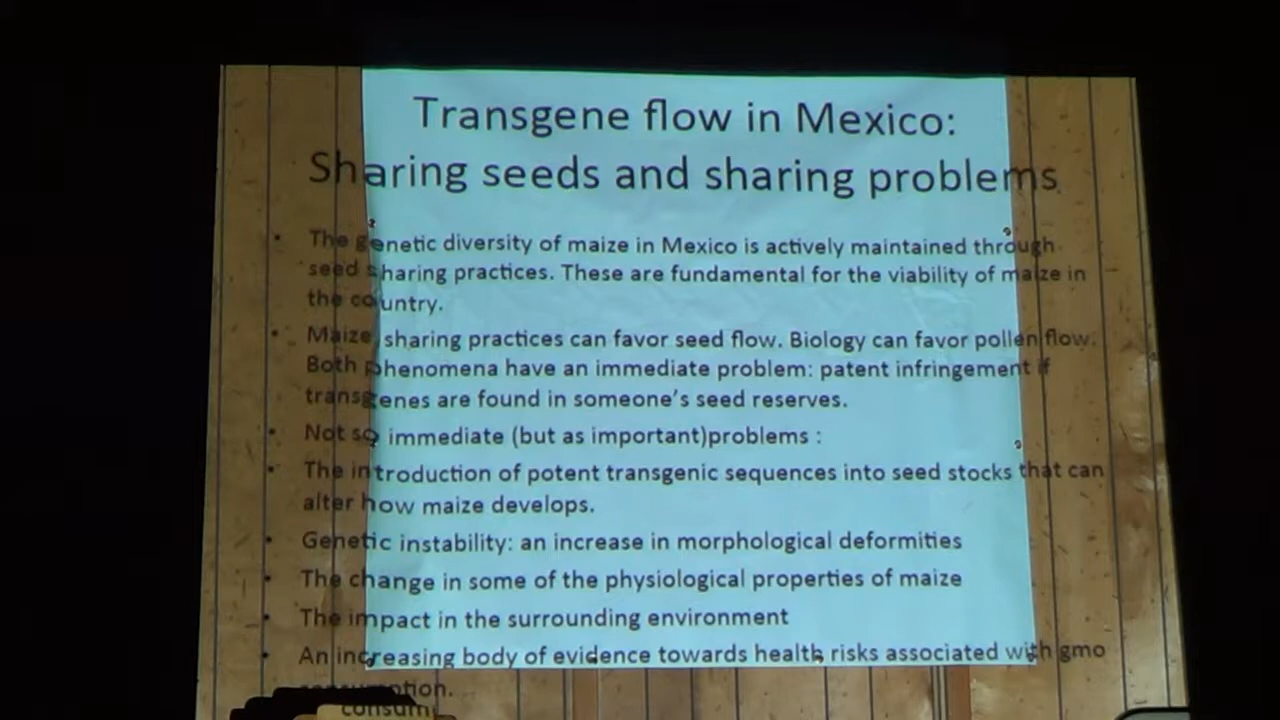 Transgene flow in Mexico:
Sharing seeds and sharing problems
• The genetic diversity of maize in Mexico is actively maintained through
seed sharing practices. These are fundamental for the viability of maize in
the country.
• Maize sharing practices can favor seed flow. Biology can favor pollen flow.
Both phenomena have an immediate problem: patent infringement if
transgenes are found in someone's seed reserves.
• Not so immediate (but as important)problems :
• The introduction of potent transgenic sequences into seed stocks that can
alter how maize develops.
• Genetic instability: an increase in morphological deformities
• The change in some of the physiological properties of maize
• The impact in the surrounding environment
• An increasing body of evidence towards health risks associated with gmo
consumption.